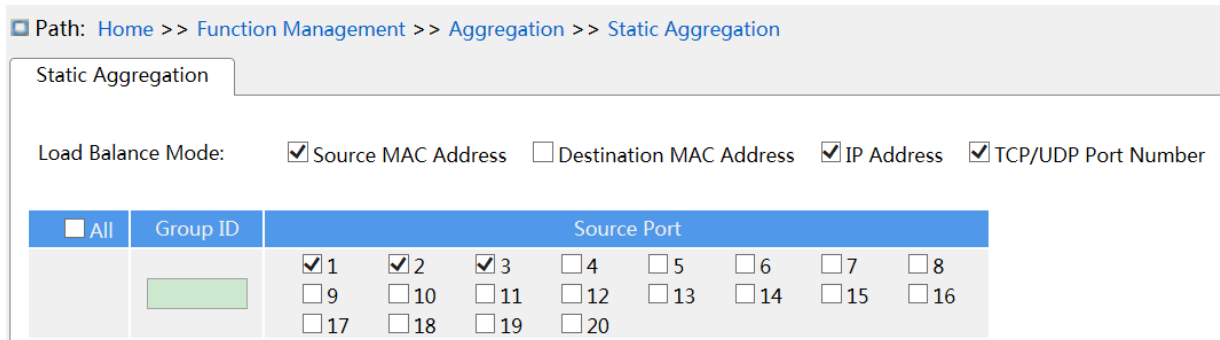 Path: Home >> Function Management >> Aggregation >> Static Aggregation
Static Aggregation
Load Balance Mode: Source MAC Address Destination MAC Address IP Address TCP/UDP Port Number
All Group ID Source Port
1 2 3 4 5 6 7 8
9 10 11 12 13 14 15 16
17 18 19 20